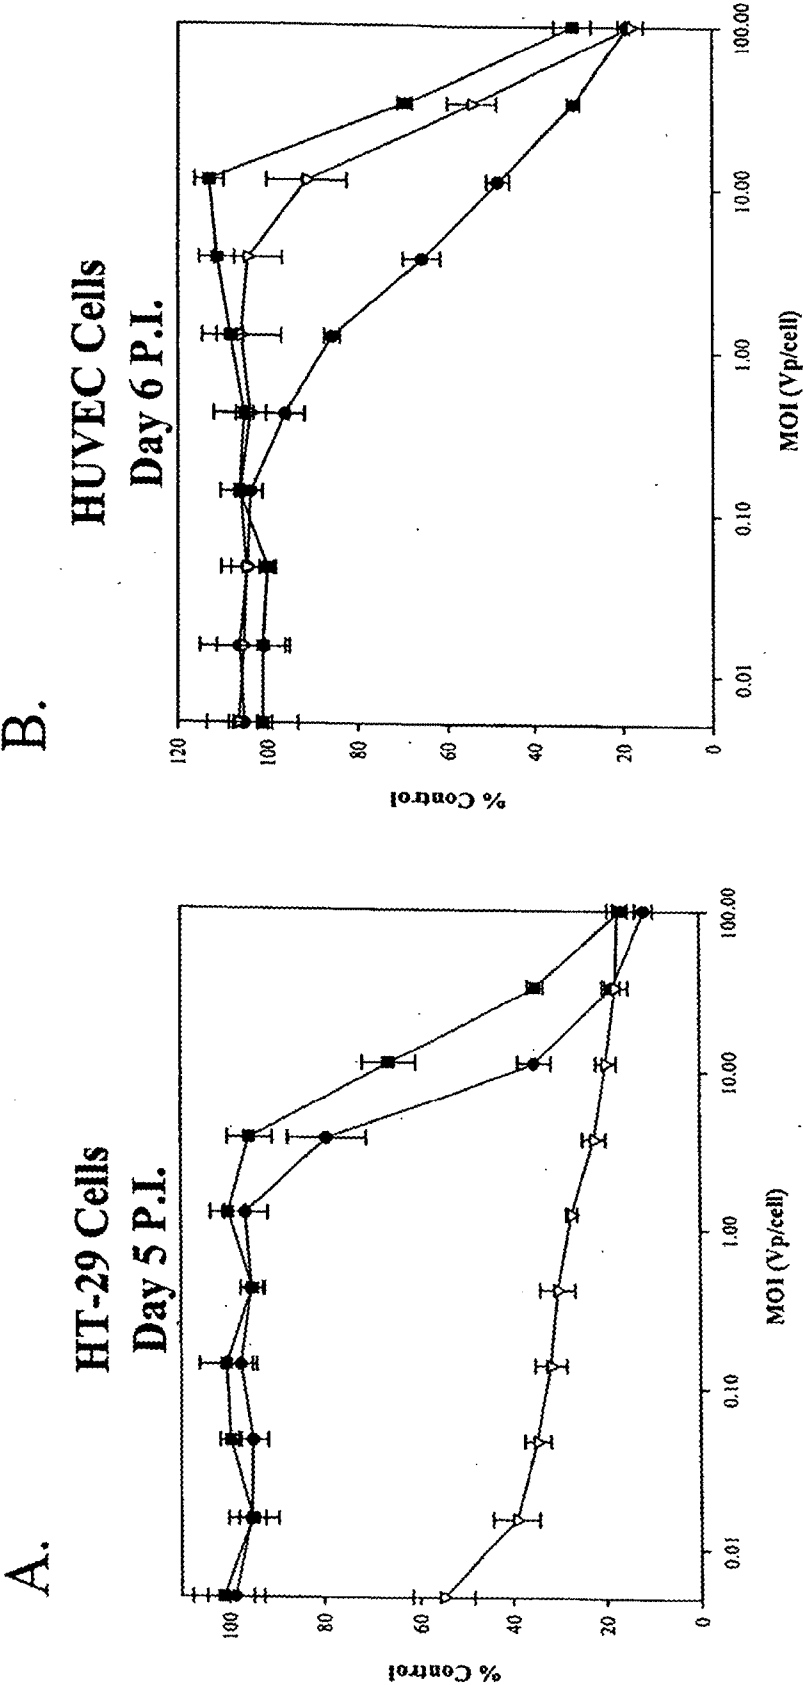 A.
HT-29 Cells
Day 5 P.I.
% Control
100
80
60
40
20
0
0.01
0.10
1.00
10.00
100.00
MOI (Vp/cell)
B.
HUVEC Cells
Day 6 P.I.
% Control
120
100
80
60
40
20
0
0.01
0.10
1.00
10.00
100.00
MOI (Vp/cell)